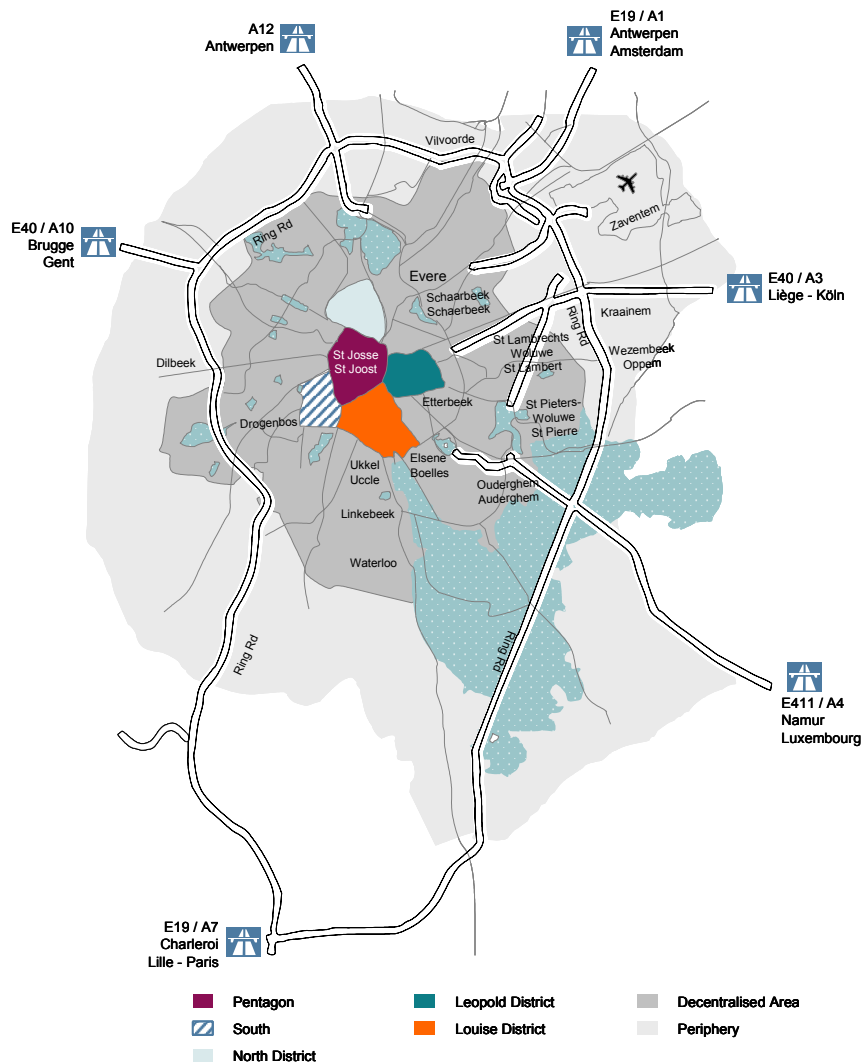 A12
Antwerpen
E19 / A1
Antwerpen
Amsterdam
Vilvoorde
Zaventem
E40 / A10
Brugge
Gent
Ring Rd
Evere
E40 / A3
Liège - Köln
Schaarbeek
Schaerbeek
Kraainem
Ring Rd
St Lambrechts
Woluwe
St Lambert
Wezembeek
Oppem
St Josse
St Joost
Dilbeek
Etterbeek
St Pieters-
Woluwe
St Pierre
Drogenbos
Elsene
Boelles
Ukkel
Uccle
Ouderghem
Auderghem
Linkebeek
Waterloo
Ring Rd
Ring Rd
E411 / A4
Namur
Luxembourg
E19 / A7
Charleroi
Lille - Paris
Pentagon
Leopold District
Decentralised Area
South
Louise District
Periphery
North District